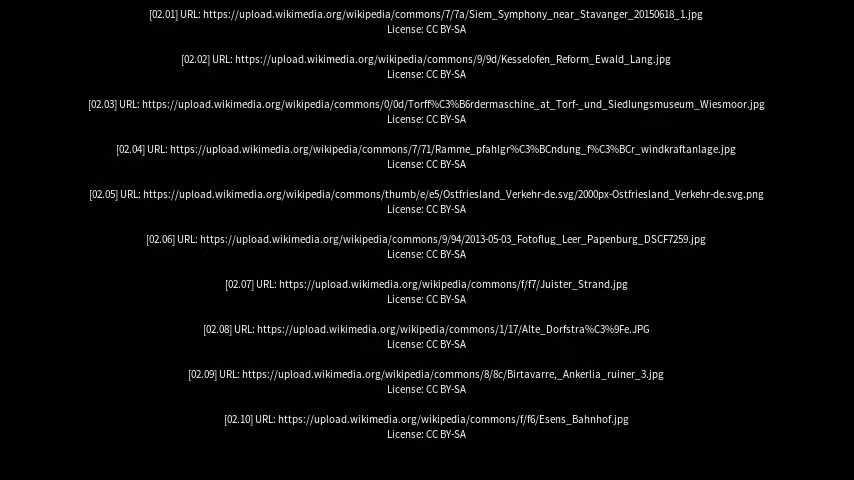 [02.01] URL: https://upload.wikimedia.org/wikipedia/commons/7/7a/Siem_Symphony_near_Stavanger_20150618_1.jpg
License: CC BY-SA
[02.02] URL: https://upload.wikimedia.org/wikipedia/commons/9/9d/Kesselofen_Reform_Ewald_Lang.jpg
License: CC BY-SA
[02.03] URL: https://upload.wikimedia.org/wikipedia/commons/0/0d/Torff%C3%B6rdermaschine_at_Torf-_und_Siedlungsmuseum_Wiesmoor.jpg
License: CC BY-SA
[02.04] URL: https://upload.wikimedia.org/wikipedia/commons/7/71/Ramme_pfahlgr%C3%BCndung_f%C3%BCr_windkraftanlage.jpg
License: CC BY-SA
[02.05] URL: https://upload.wikimedia.org/wikipedia/commons/thumb/e/e5/Ostfriesland_Verkehr-de.svg/2000px-Ostfriesland_Verkehr-de.svg.png
License: CC BY-SA
[02.06] URL: https://upload.wikimedia.org/wikipedia/commons/9/94/2013-05-03_Fotoflug_Leer_Papenburg_DSCF7259.jpg
License: CC BY-SA
[02.07] URL: https://upload.wikimedia.org/wikipedia/commons/f/f7/Juister_Strand.jpg
License: CC BY-SA
[02.08] URL: https://upload.wikimedia.org/wikipedia/commons/1/17/Alte_Dorfstra%C3%9Fe.JPG
License: CC BY-SA
[02.09] URL: https://upload.wikimedia.org/wikipedia/commons/8/8c/Birtavarre,_Ankerlia_ruiner_3.jpg
License: CC BY-SA
[02.10] URL: https://upload.wikimedia.org/wikipedia/commons/f/f6/Esens_Bahnhof.jpg
License: CC BY-SA